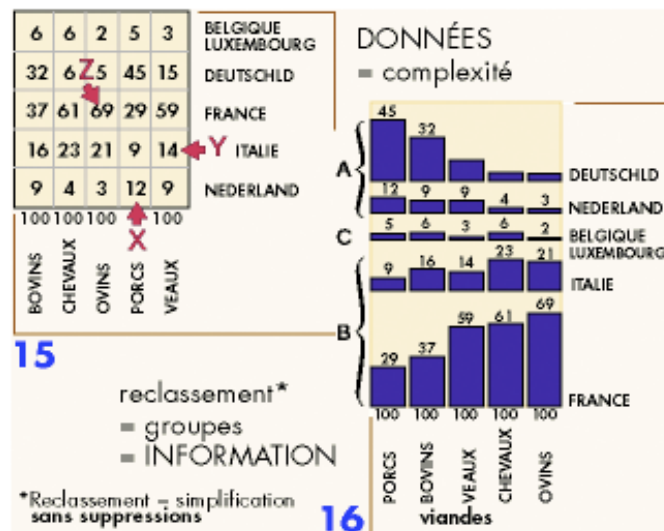 6 6 2 5 3 BELGIQUE
LUXEMBOURG
32 6 Z 5 45 15 DEUTSCHLD
37 61 69 29 59 FRANCE
16 23 21 9 14 Y ITALIE
9 4 3 12 9 NEDERLAND
100 100 100 X 100
BOVINS
CHEVAUX
OVINS
PORCS
VEAUX
15
reclassement*
= groupes
= INFORMATION
*Reclassement – simplification
sans suppressions
DONNÉES
= complexité
45 32
A DEUTSCHLD
12 9 9 4 3
NEDERLAND
5 6 3 6 2
C BELGIQUE
LUXEMBOURG
9 16 14 23 21
ITALIE
B
29 37 59 61 69
FRANCE
100 100 100 100 100
PORCS
BOVINS
VEAUX
CHEVAUX
OVINS
16 viandes